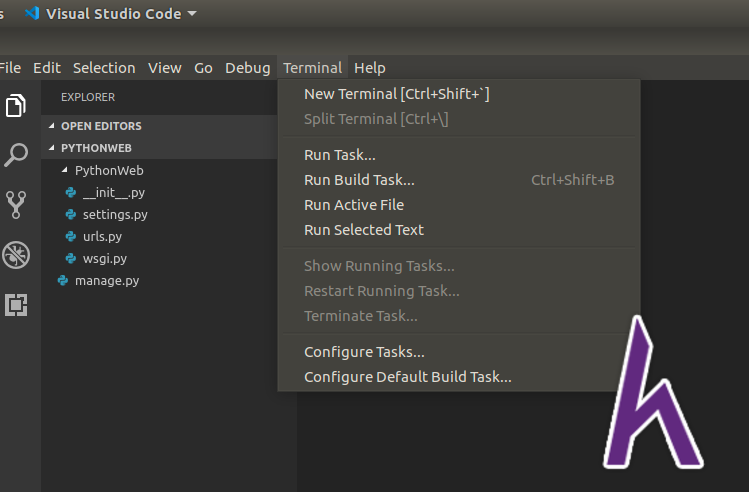 s Visual Studio Code
File Edit Selection View Go Debug Terminal Help
EXPLORER
OPEN EDITORS
PYTHONWEB
PythonWeb
__init__.py
settings.py
urls.py
wsgi.py
manage.py
New Terminal [Ctrl+Shift+`]
Split Terminal [Ctrl+\]
Run Task...
Run Build Task... Ctrl+Shift+B
Run Active File
Run Selected Text
Show Running Tasks...
Restart Running Task...
Terminate Task...
Configure Tasks...
Configure Default Build Task...
h